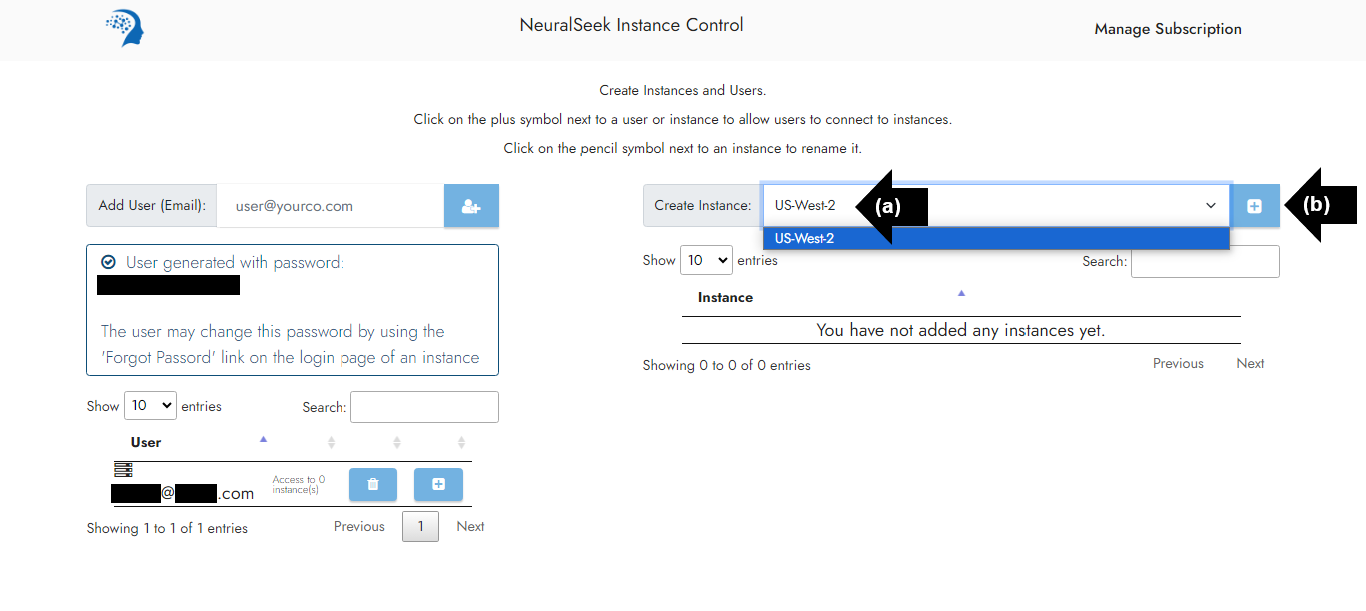 NeuralSeek Instance Control
Manage Subscription
Create Instances and Users.
Click on the plus symbol next to a user or instance to allow users to connect to instances.
Click on the pencil symbol next to an instance to rename it.
Add User (Email):
user@yourco.com
User generated with password:
The user may change this password by using the
'Forgot Passord' link on the login page of an instance
Show 10 entries
Search:
User
@ .com
Access to 0
instance(s)
Showing 1 to 1 of 1 entries
Previous 1 Next
Create Instance:
US-West-2
(a)
(b)
US-West-2
Show 10 entries
Search:
Instance
You have not added any instances yet.
Showing 0 to 0 of 0 entries
Previous Next